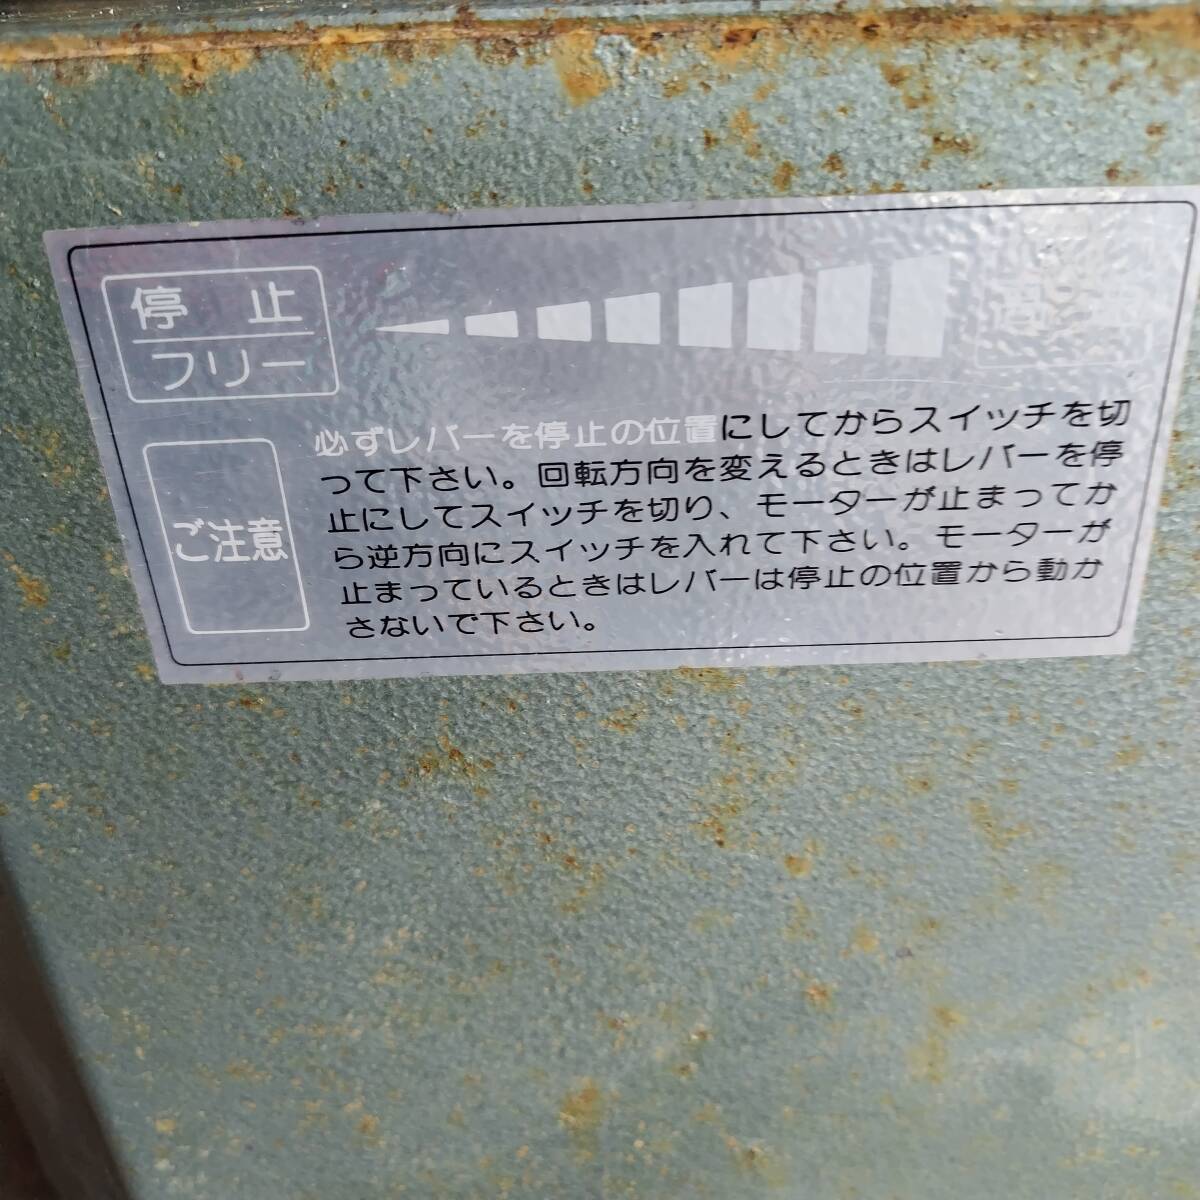 停止
フリー
ご注意
必ずレバーを停止の位置にしてからスイッチを切
って下さい。回転方向を変えるときはレバーを停
止にしてスイッチを切り、モーターが止まってか
ら逆方向にスイッチを入れて下さい。モーターが
止まっているときはレバーは停止の位置から動か
さないで下さい。